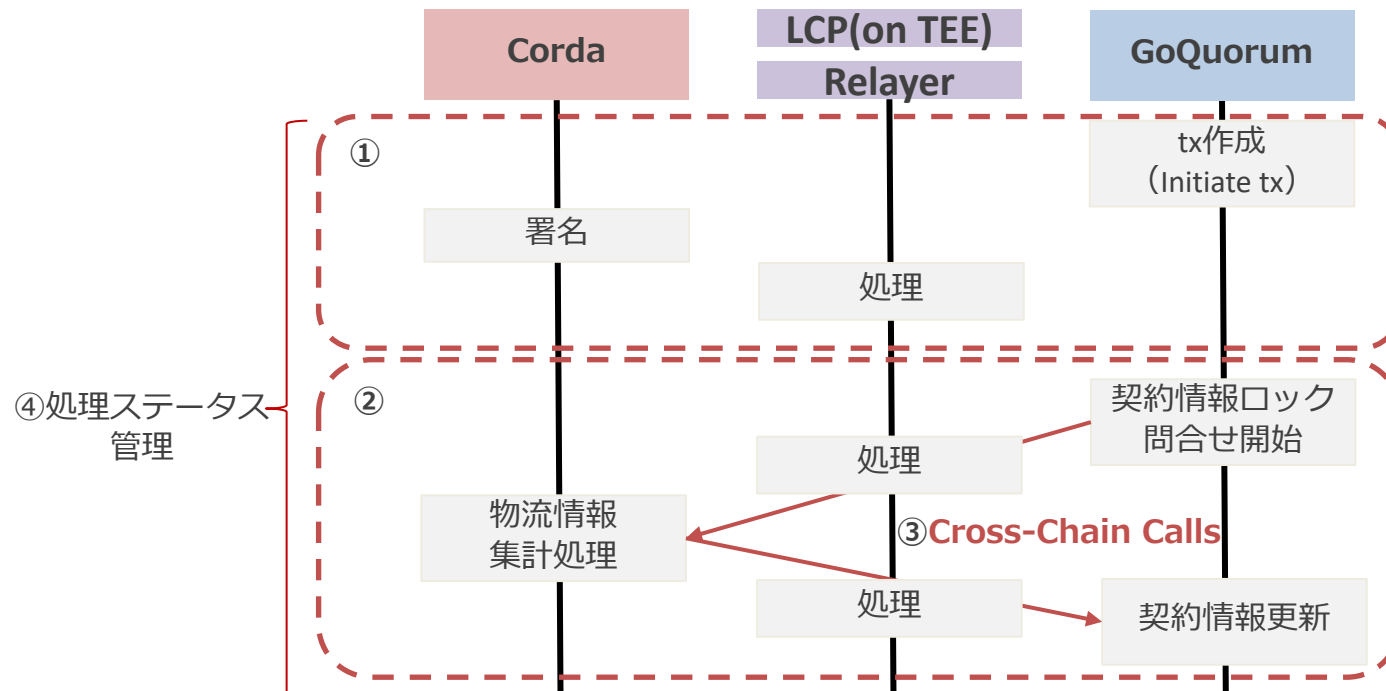 Corda
LCP(on TEE)
Relayer
GoQuorum
①
tx作成
（Initiate tx）
署名
処理
④処理ステータス
管理
②
契約情報ロック
問合せ開始
処理
物流情報
集計処理
③Cross-Chain Calls
処理
契約情報更新